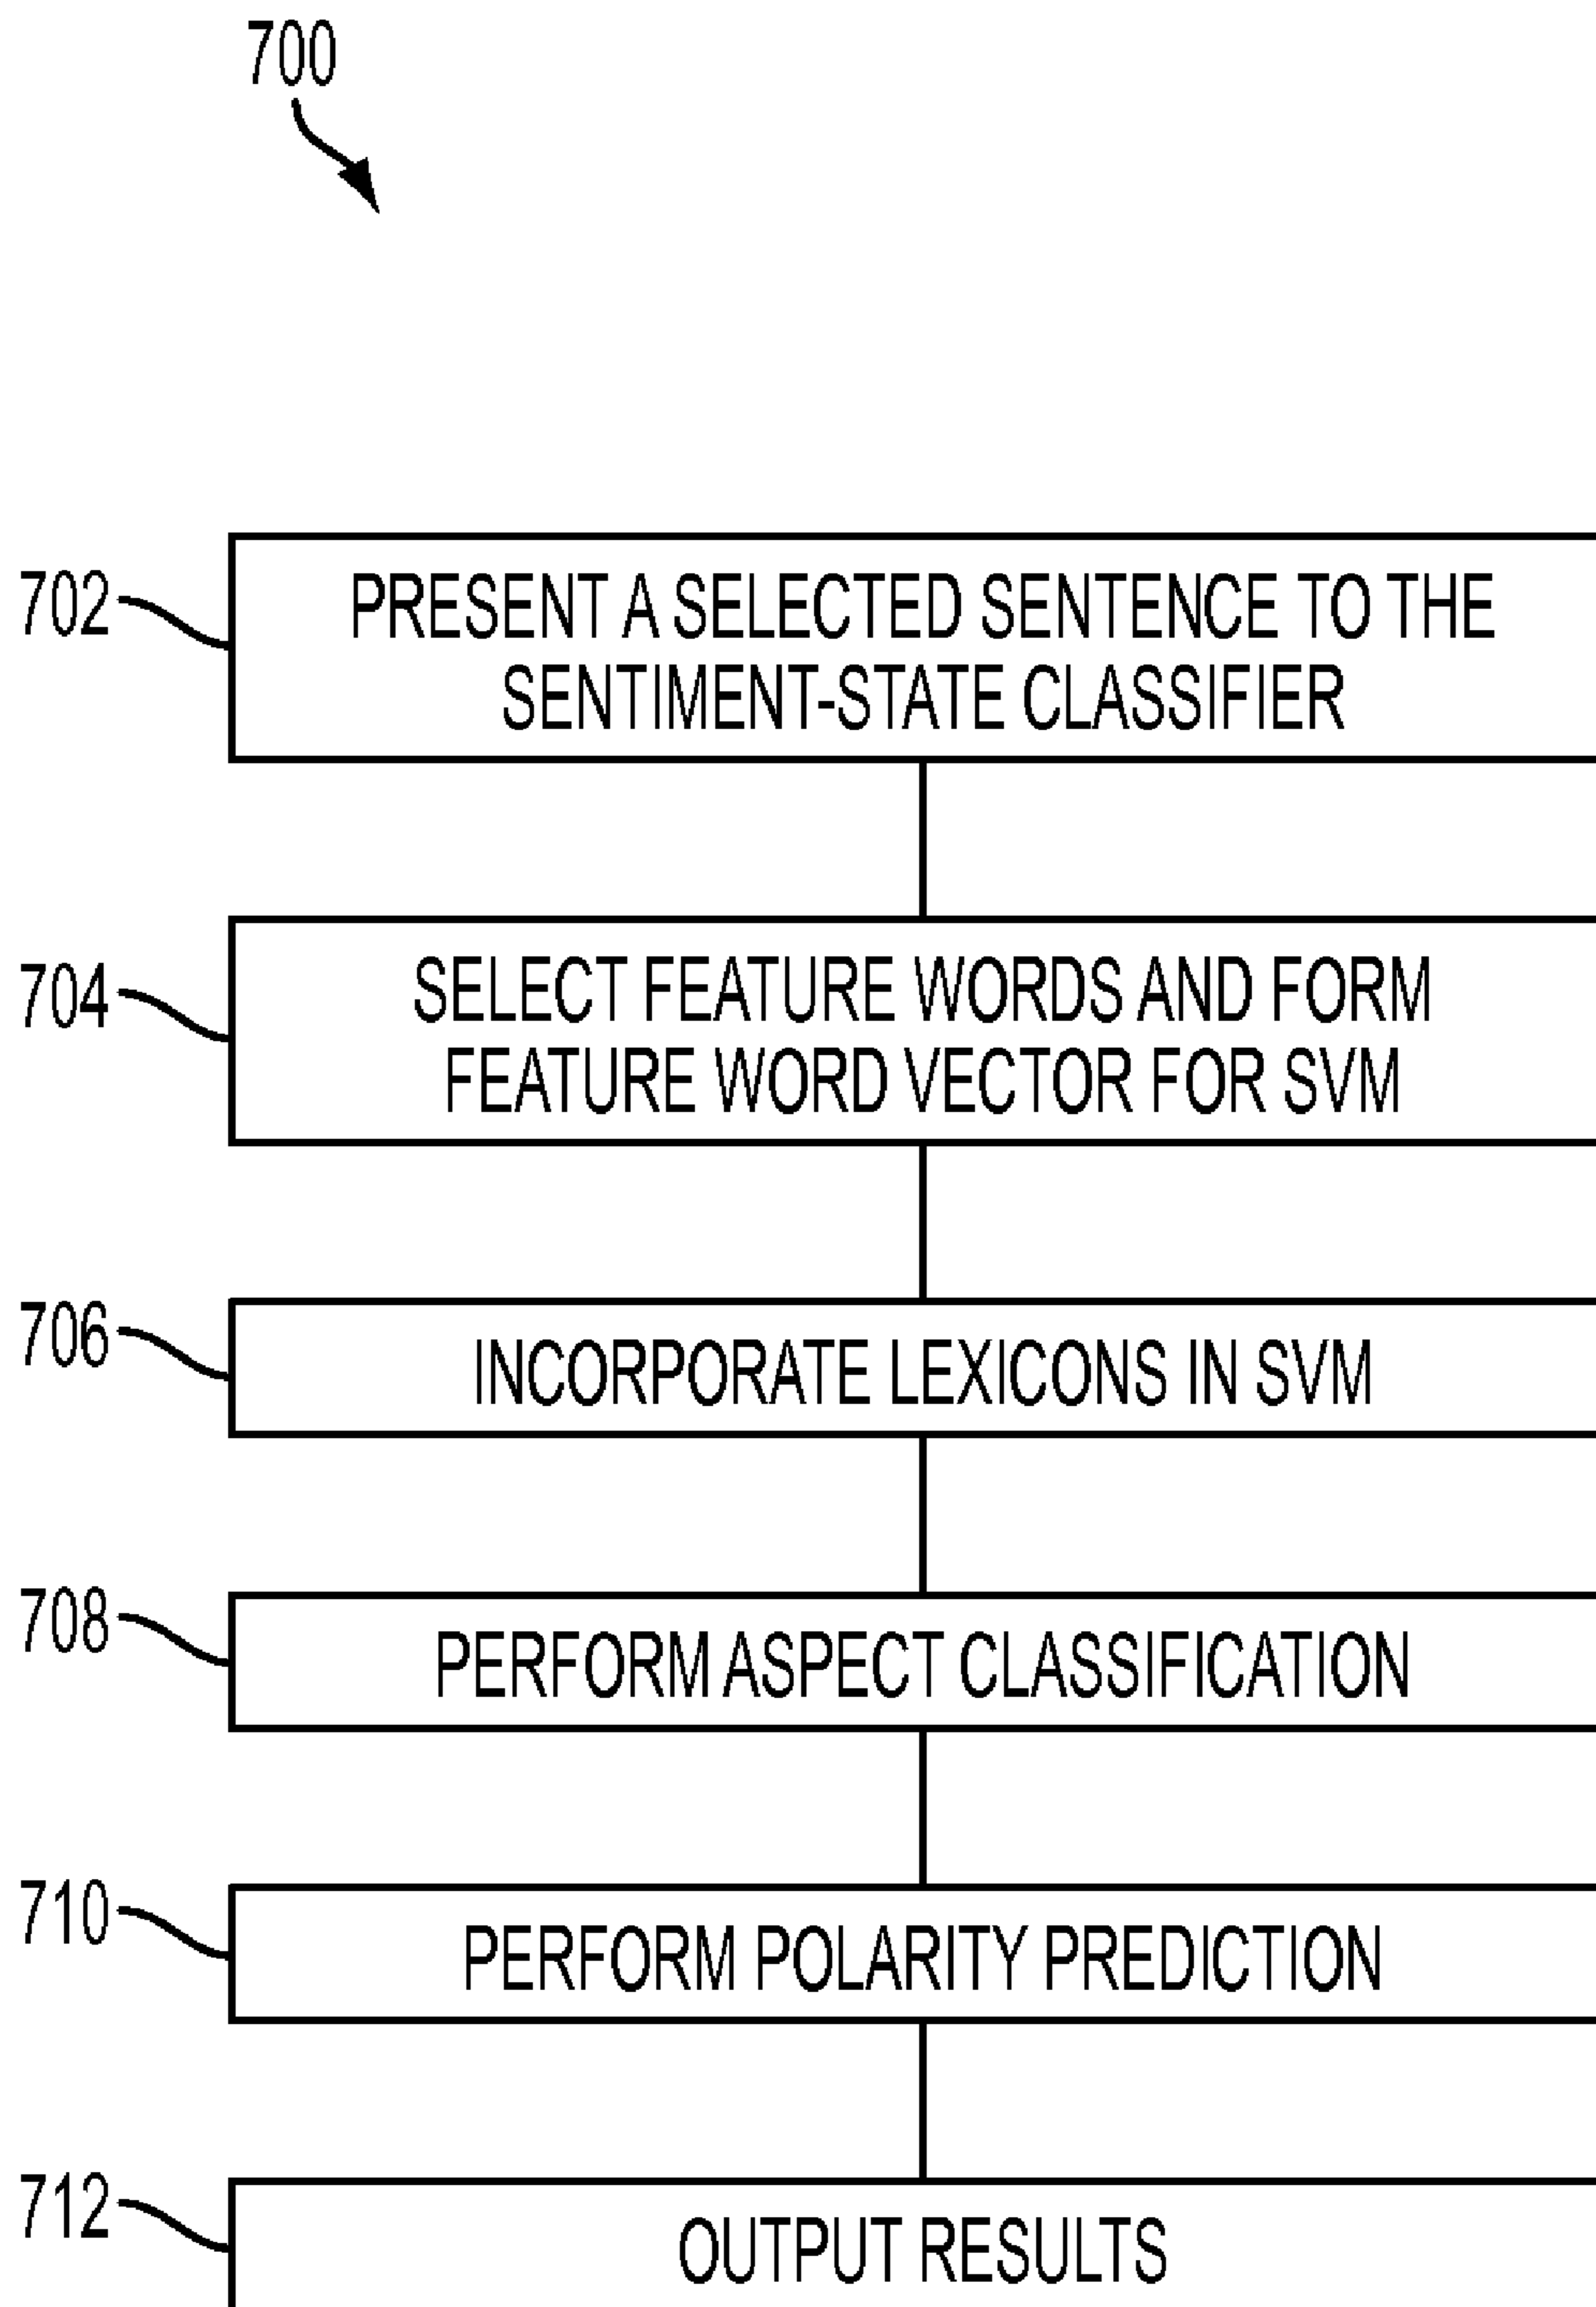 700
702
PRESENT A SELECTED SENTENCE TO THE
SENTIMENT-STATE CLASSIFIER
704
SELECT FEATURE WORDS AND FORM
FEATURE WORD VECTOR FOR SVM
706
INCORPORATE LEXICONS IN SVM
708
PERFORM ASPECT CLASSIFICATION
710
PERFORM POLARITY PREDICTION
712
OUTPUT RESULTS